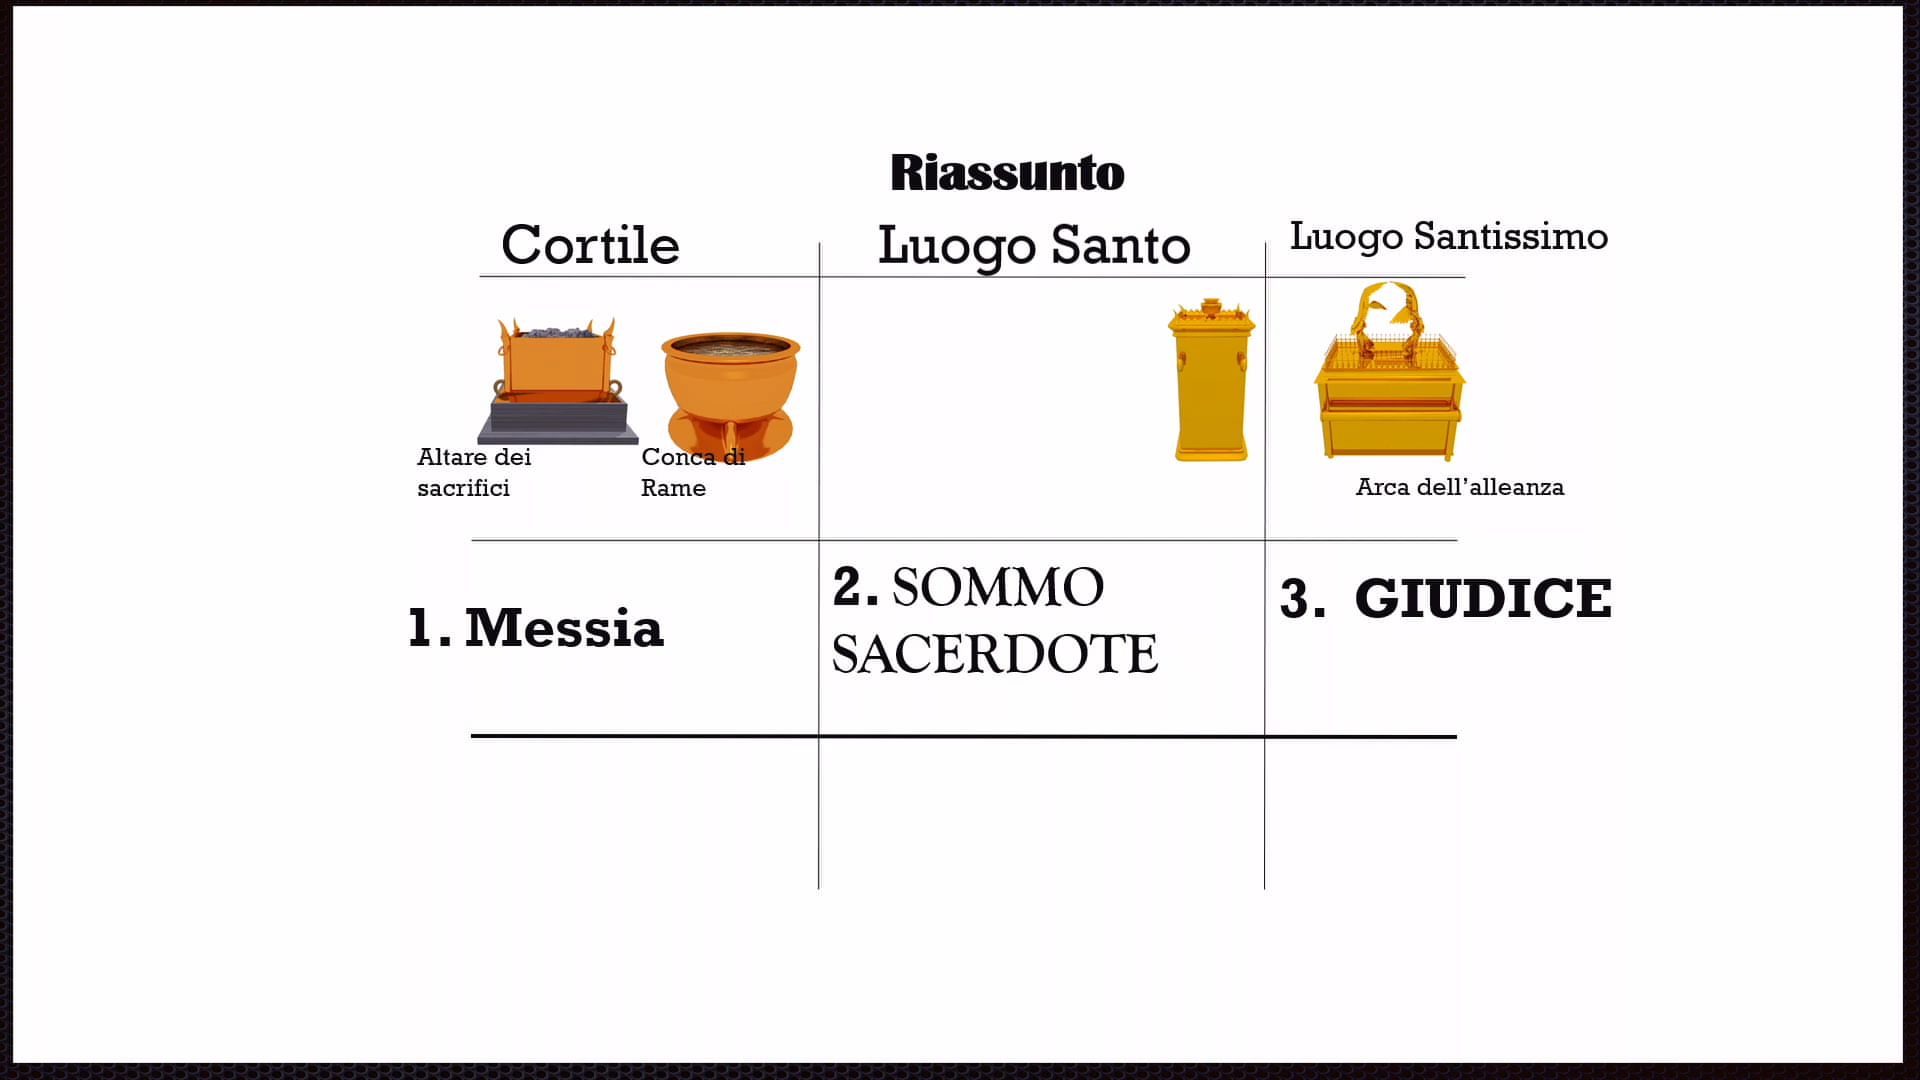 Riassunto
Cortile
Luogo Santo
Luogo Santissimo
Altare dei
sacrifici
Conca di
Rame
Arca dell’alleanza
1. Messia
2. SOMMO
SACERDOTE
3. GIUDICE